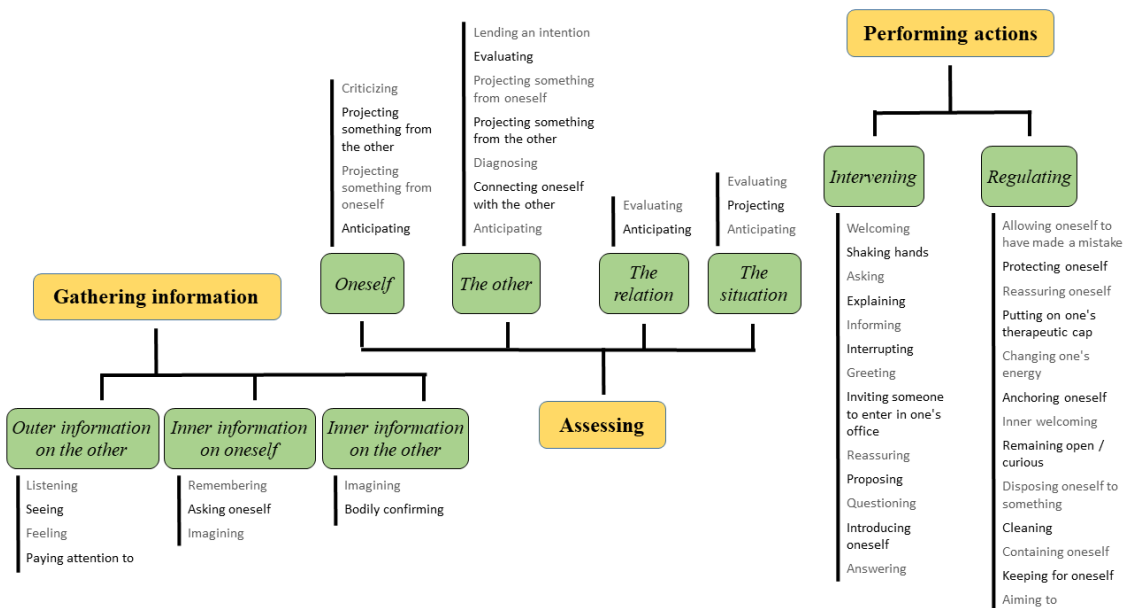 Gathering information
Outer information
on the other
Listening
Seeing
Feeling
Paying attention to
Inner information
on oneself
Remembering
Asking oneself
Imagining
Inner information
on the other
Imagining
Bodily confirming
Criticizing
Projecting
something from
the other
Projecting
something from
oneself
Anticipating
Oneself
Lending an intention
Evaluating
Projecting something
from oneself
Projecting something
from the other
Diagnosing
Connecting oneself
with the other
Anticipating
The other
Evaluating
Anticipating
The
relation
Evaluating
Projecting
Anticipating
The
situation
Assessing
Performing actions
Intervening
Welcoming
Shaking hands
Asking
Explaining
Informing
Interrupting
Greeting
Inviting someone
to enter in one's
office
Reassuring
Proposing
Questioning
Introducing
oneself
Answering
Regulating
Allowing oneself to
have made a mistake
Protecting oneself
Reassuring oneself
Putting on one's
therapeutic cap
Changing one's
energy
Anchoring oneself
Inner welcoming
Remaining open /
curious
Disposing oneself to
something
Cleaning
Containing oneself
Keeping for oneself
Aiming to